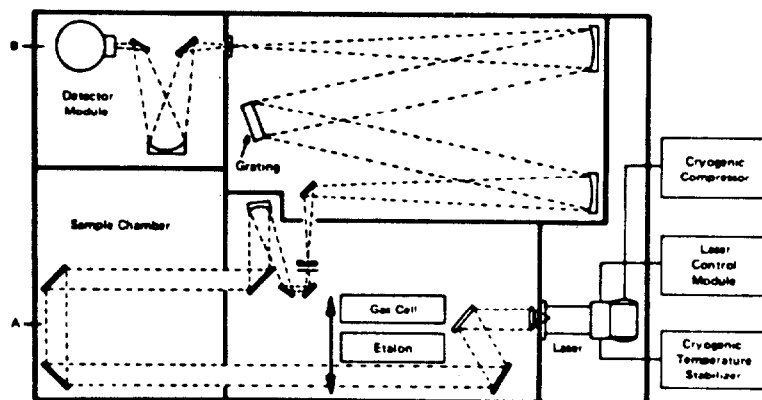 B
Detector
Module
Grating
Cryogenic
Compressor
Sample Chamber
Laser
Control
Module
Gas Cell
A
Etalon
Laser
Cryogenic
Temperature
Stabilizer